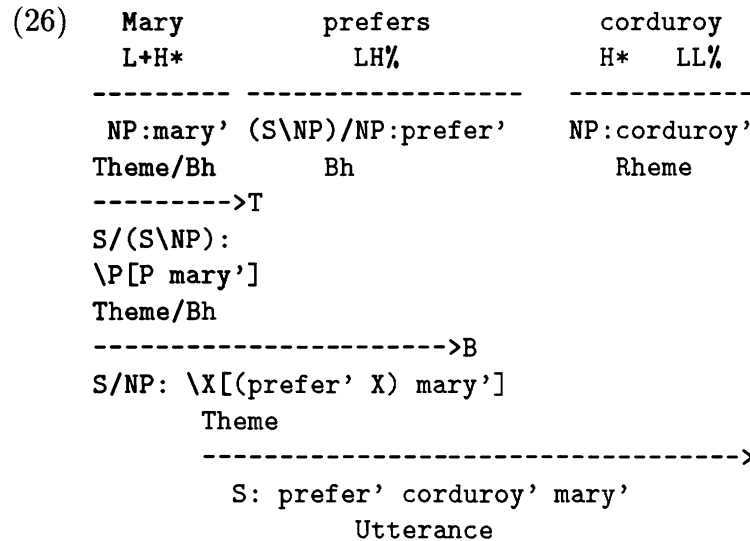 (26) Mary prefers corduroy
L+H* LH% H* LL%
--------- ------------------- -------------
NP:mary' (S\NP)/NP:prefer' NP:corduroy'
Theme/Bh Bh Rheme
--------->T
S/(S\NP):
\P[P mary']
Theme/Bh
------------------------>B
S/NP: \X[(prefer' X) mary']
Theme
------------------------------------->
S: prefer' corduroy' mary'
Utterance